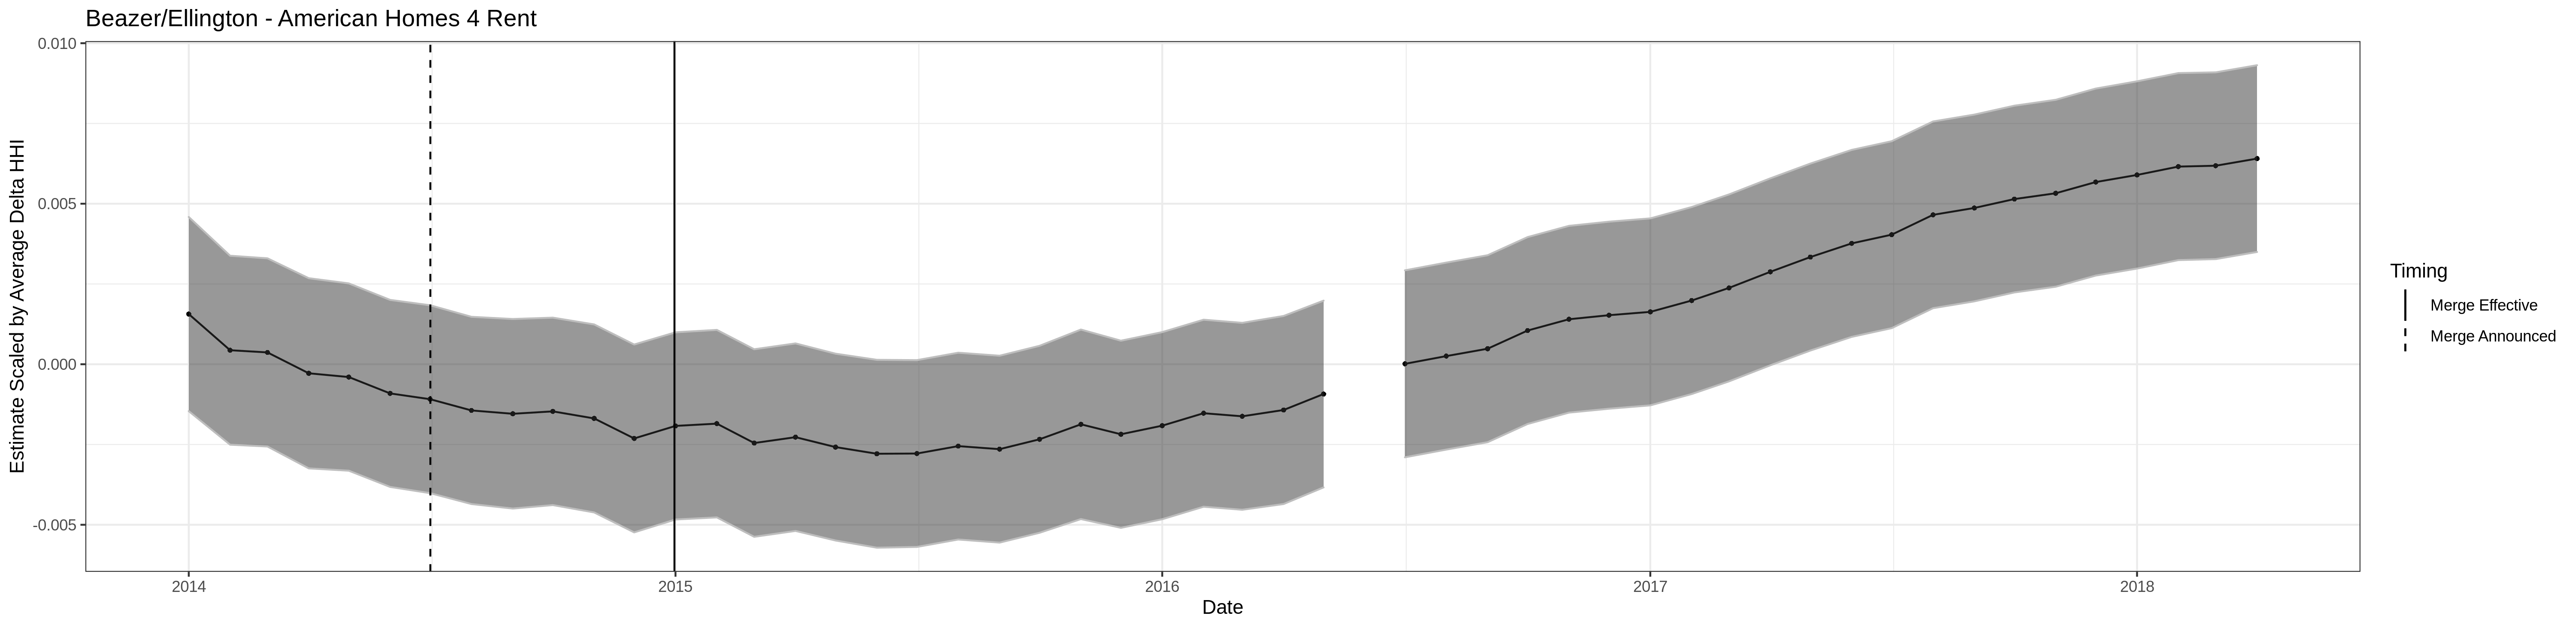 Beazer/Ellington - American Homes 4 Rent
0.010
0.005
0.000
-0.005
Estimate Scaled by Average Delta HHI
2014
2015
2016
2017
2018
Date
Timing
Merge Effective
Merge Announced